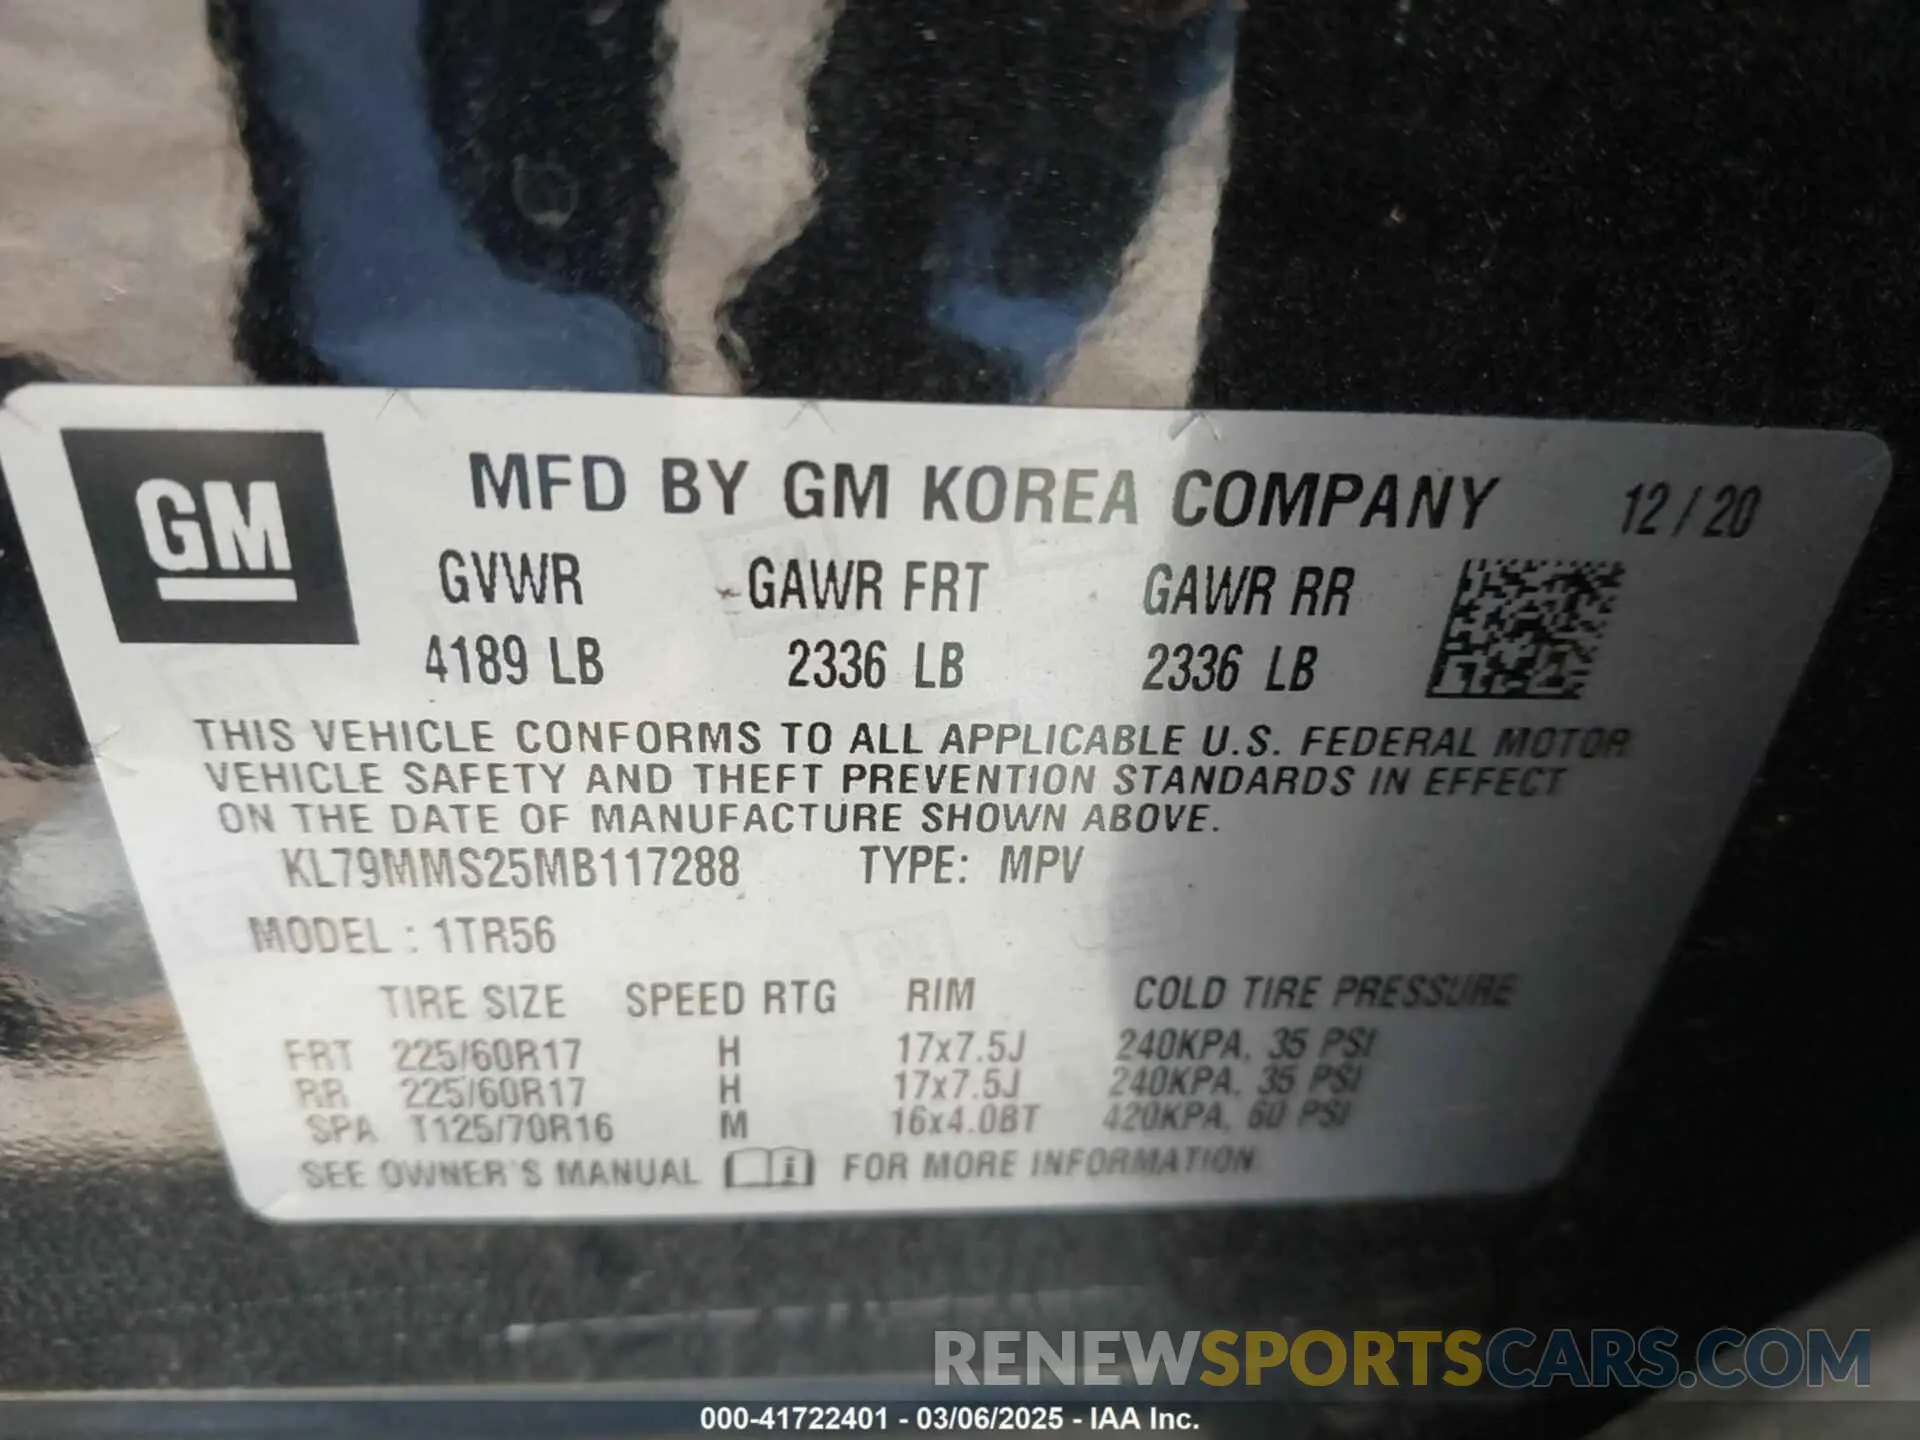 GM
MFD BY GM KOREA COMPANY 12/20
GVWR GAWR FRT GAWR RR
4189 LB 2336 LB 2336 LB
THIS VEHICLE CONFORMS TO ALL APPLICABLE U.S. FEDERAL MOTOR
VEHICLE SAFETY AND THEFT PREVENTION STANDARDS IN EFFECT
ON THE DATE OF MANUFACTURE SHOWN ABOVE.
KL79MMS25MB117288 TYPE: MPV
MODEL : 1TR56
TIRE SIZE SPEED RTG RIM COLD TIRE PRESSURE
FRT 225/60R17 H 17x7.5J 240KPA, 35 PSI
RR 225/60R17 H 17x7.5J 240KPA, 35 PSI
SPA T125/70R16 M 16x4.0BT 420KPA, 60 PSI
SEE OWNER'S MANUAL FOR MORE INFORMATION
RENEWSPORTSCARS.COM
000-41722401 - 03/06/2025 - IAA Inc.